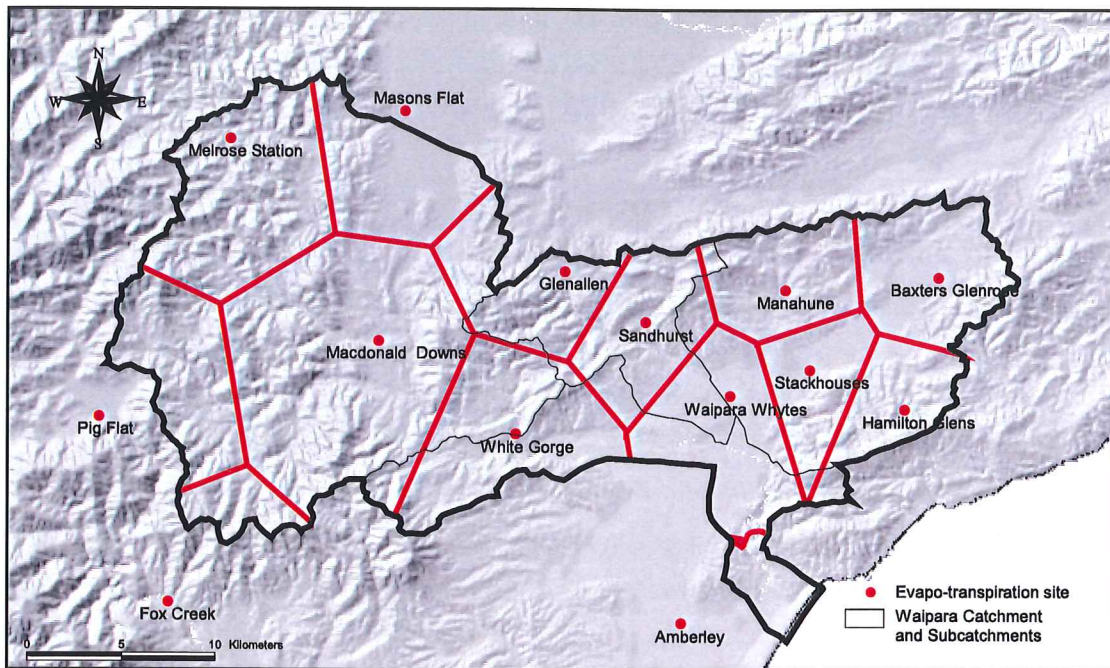 N
W E
S
Masons Flat
Melrose Station
Glenallen
Manahune
Baxters Glenrose
Sandhurst
Macdonald Downs
Stackhouses
Waipara Whytes
Pig Flat
Hamilton Glens
White Gorge
Evapo-transpiration site
Fox Creek
Waipara Catchment
and Subcatchments
Amberley
0 5 10 Kilometers